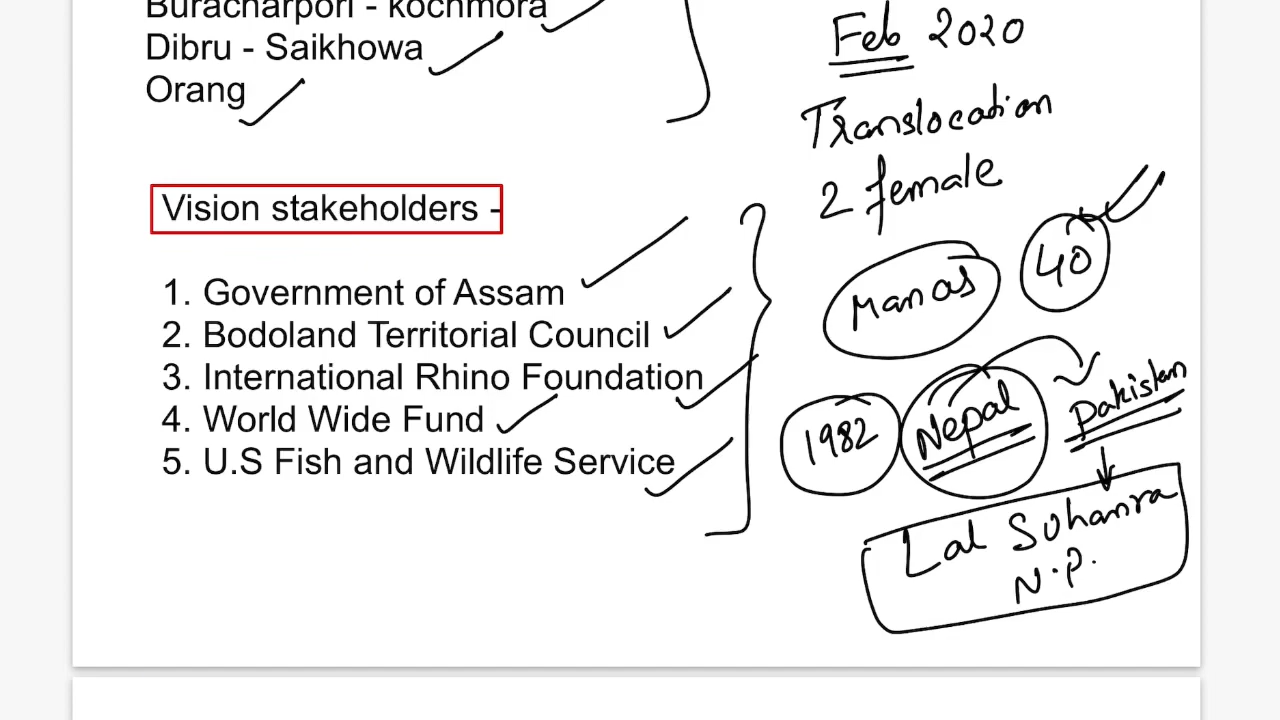 Buracharpori - kochmora
Dibru - Saikhowa
Orang
Vision stakeholders -
1. Government of Assam
2. Bodoland Territorial Council
3. International Rhino Foundation
4. World Wide Fund
5. U.S Fish and Wildlife Service
Feb 2020
Translocation
2 female
Manas 40
1982 Nepal Pakistan
Lal Suhanra
N.P.